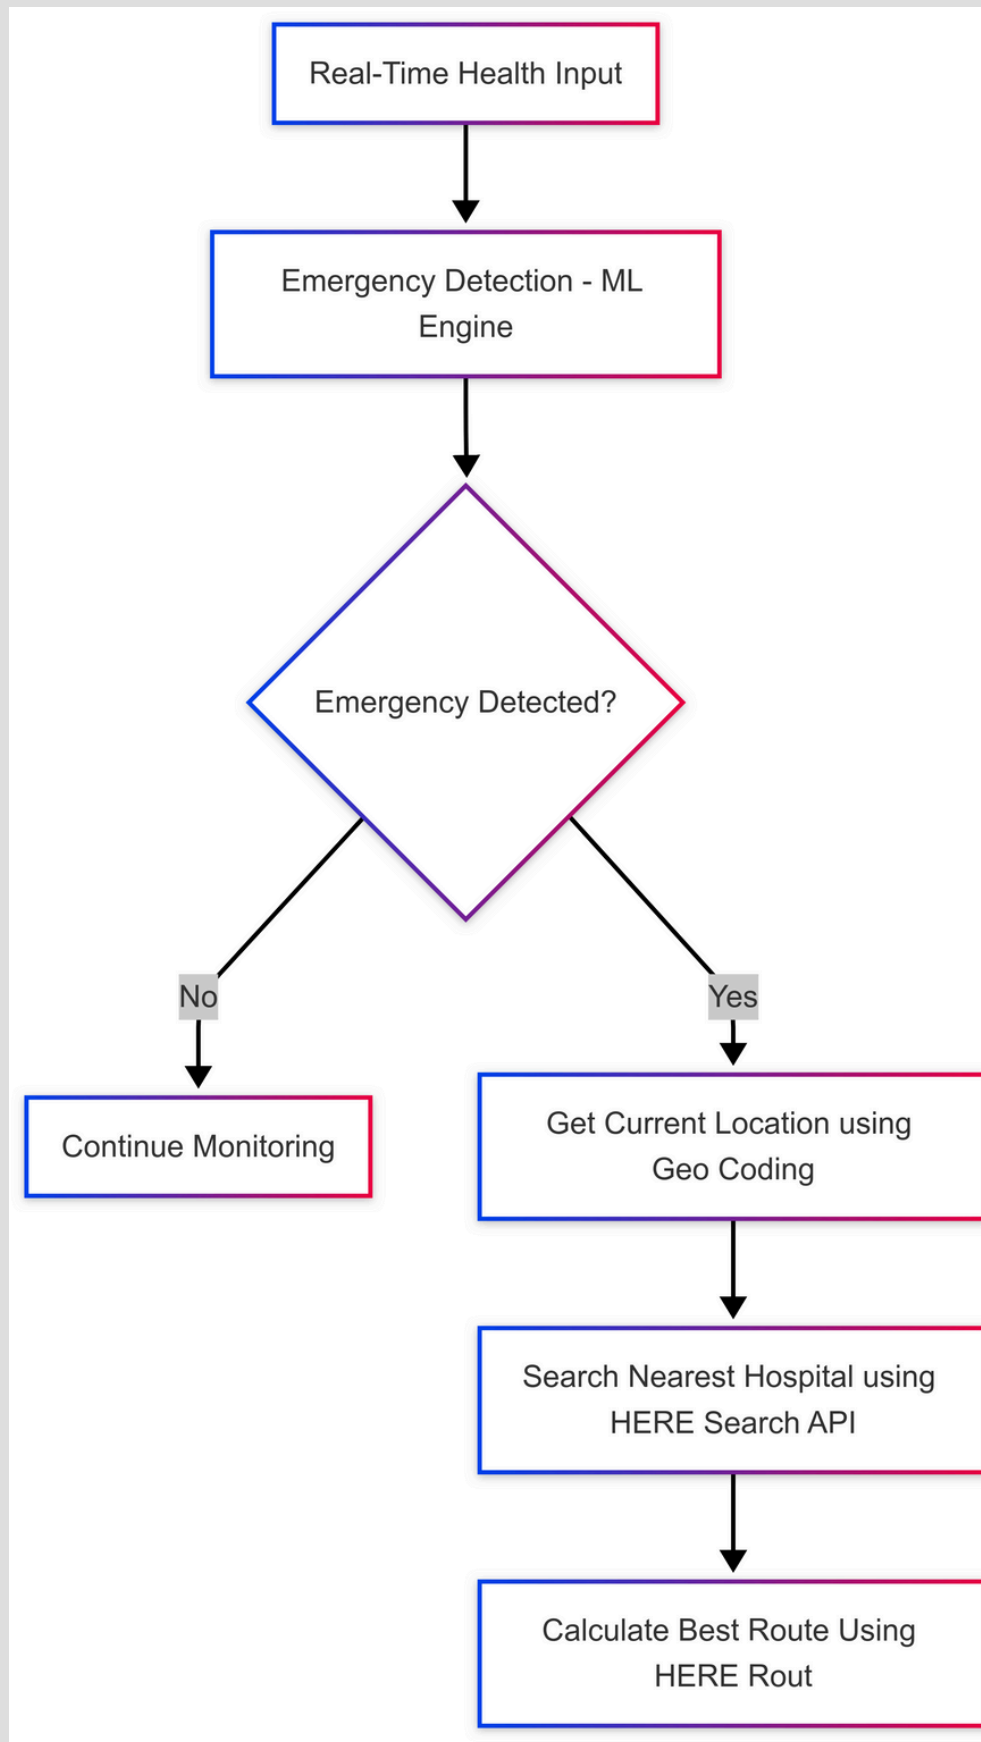 Real-Time Health Input
Emergency Detection - ML
Engine
Emergency Detected?
No
Yes
Continue Monitoring
Get Current Location using
Geo Coding
Search Nearest Hospital using
HERE Search API
Calculate Best Route Using
HERE Rout